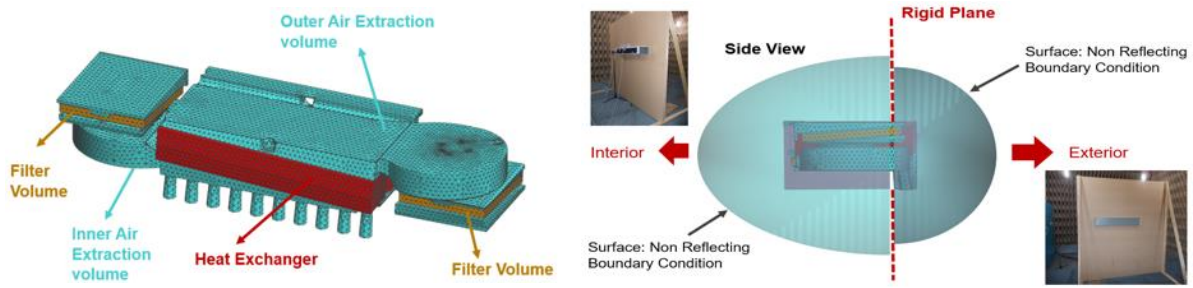 Outer Air Extraction
volume
Filter
Volume
Inner Air
Extraction
volume
Heat Exchanger
Filter Volume
Rigid Plane
Side View
Surface: Non Reflecting
Boundary Condition
Interior
Exterior
Surface: Non Reflecting
Boundary Condition